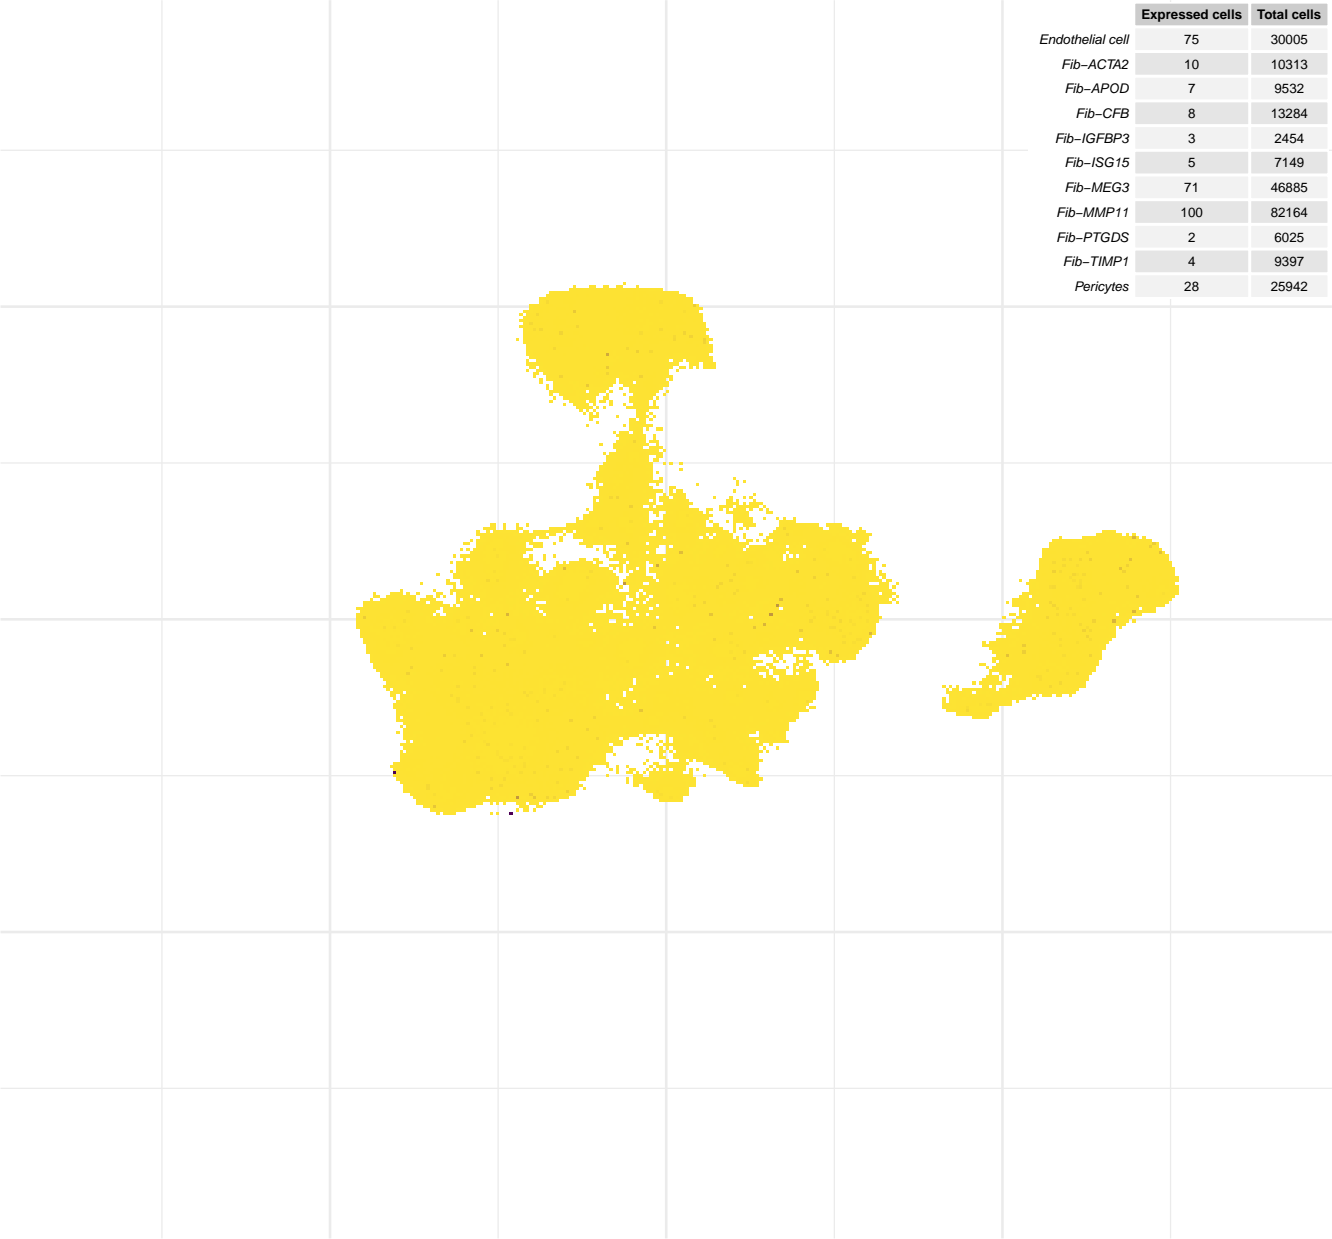 Expressed cells Total cells
Endothelial cell 75 30005
Fib−ACTA2 10 10313
Fib−APOD 7 9532
Fib−CFB 8 13284
Fib−IGFBP3 3 2454
Fib−ISG15 5 7149
Fib−MEG3 71 46885
Fib−MMP11 100 82164
Fib−PTGDS 2 6025
Fib−TIMP1 4 9397
Pericytes 28 25942